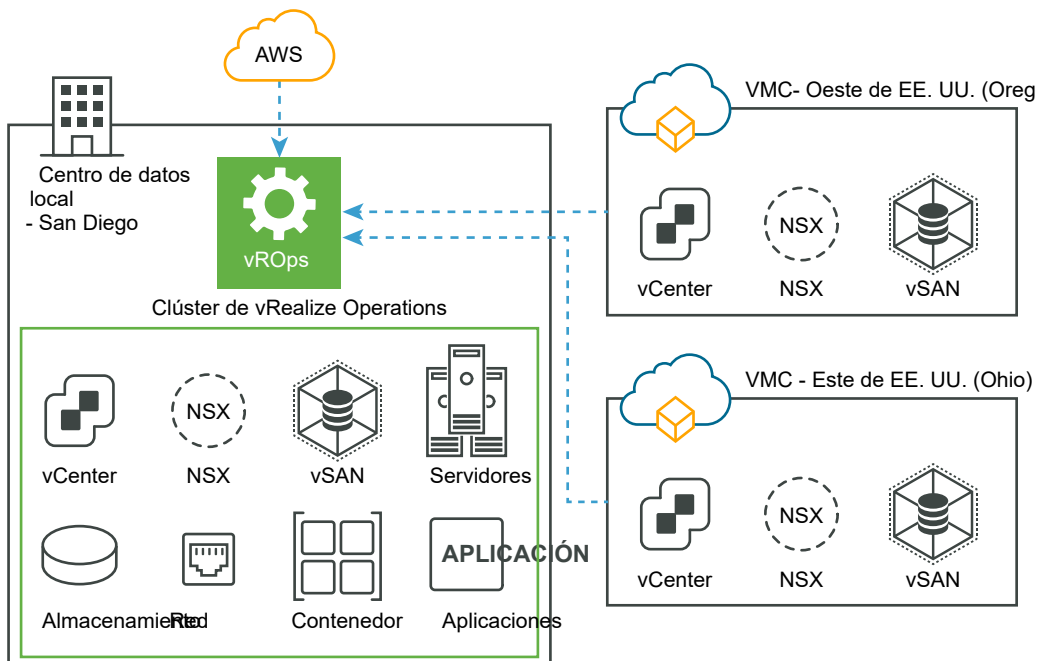 AWS
Centro de datos
local
- San Diego
vROps
Clúster de vRealize Operations
vCenter
NSX
NSX
vSAN
Servidores
Almacenamiento
Red
Contenedor
APLICACIÓN
Aplicaciones
VMC- Oeste de EE. UU. (Oreg
vCenter
NSX
NSX
vSAN
VMC - Este de EE. UU. (Ohio)
vCenter
NSX
NSX
vSAN